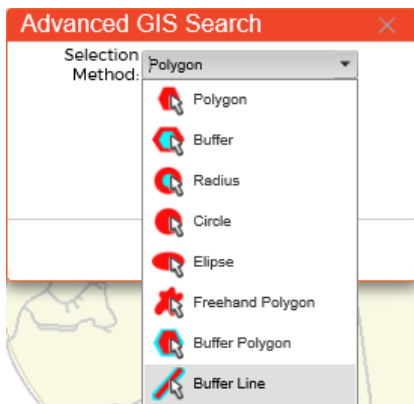 Advanced GIS Search
Selection
Method:
Polygon
Polygon
Buffer
Radius
Circle
Elipse
Freehand Polygon
Buffer Polygon
Buffer Line